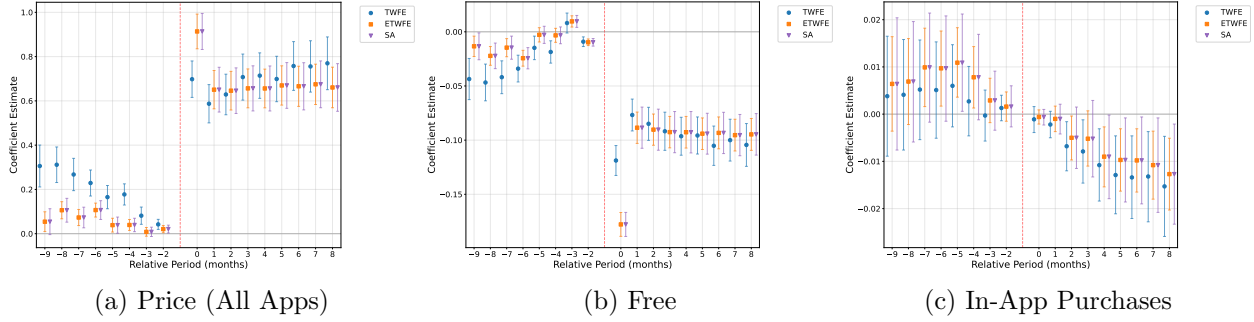 TWFE
ETWFE
SA
Coefficient Estimate
1.0
0.8
0.6
0.4
0.2
0.0
−9 −8 −7 −6 −5 −4 −3 −2 −1 0 1 2 3 4 5 6 7 8
Relative Period (months)
(a) Price (All Apps)
TWFE
ETWFE
SA
Coefficient Estimate
0.00
−0.05
−0.10
−0.15
−9 −8 −7 −6 −5 −4 −3 −2 −1 0 1 2 3 4 5 6 7 8
Relative Period (months)
(b) Free
TWFE
ETWFE
SA
Coefficient Estimate
0.02
0.01
0.00
−0.01
−0.02
−9 −8 −7 −6 −5 −4 −3 −2 −1 0 1 2 3 4 5 6 7 8
Relative Period (months)
(c) In-App Purchases